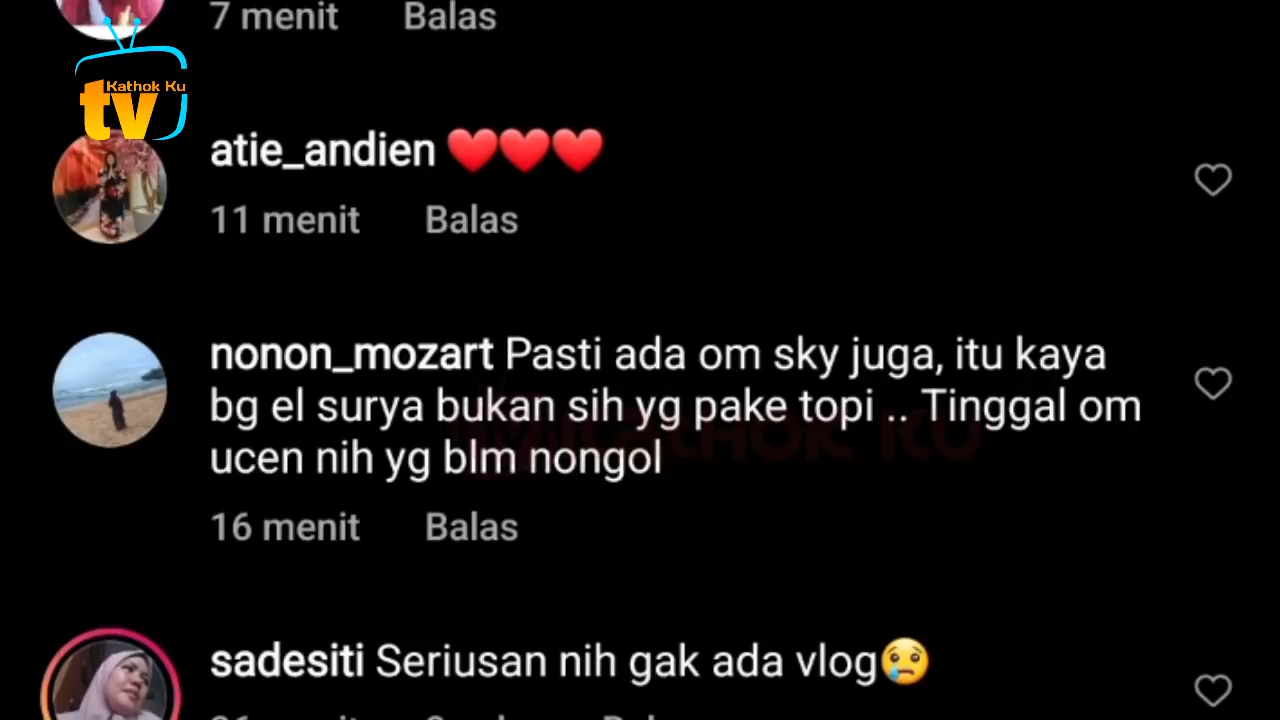 7 menit Balas
Kathok Ku
tv
atie_andien ❤️❤️❤️
11 menit Balas
nonon_mozart Pasti ada om sky juga, itu kaya
bg el surya bukan sih yg pake topi .. Tinggal om
ucen nih yg blm nongol
KATHOK KU
16 menit Balas
sadesiti Seriusan nih gak ada vlog😢